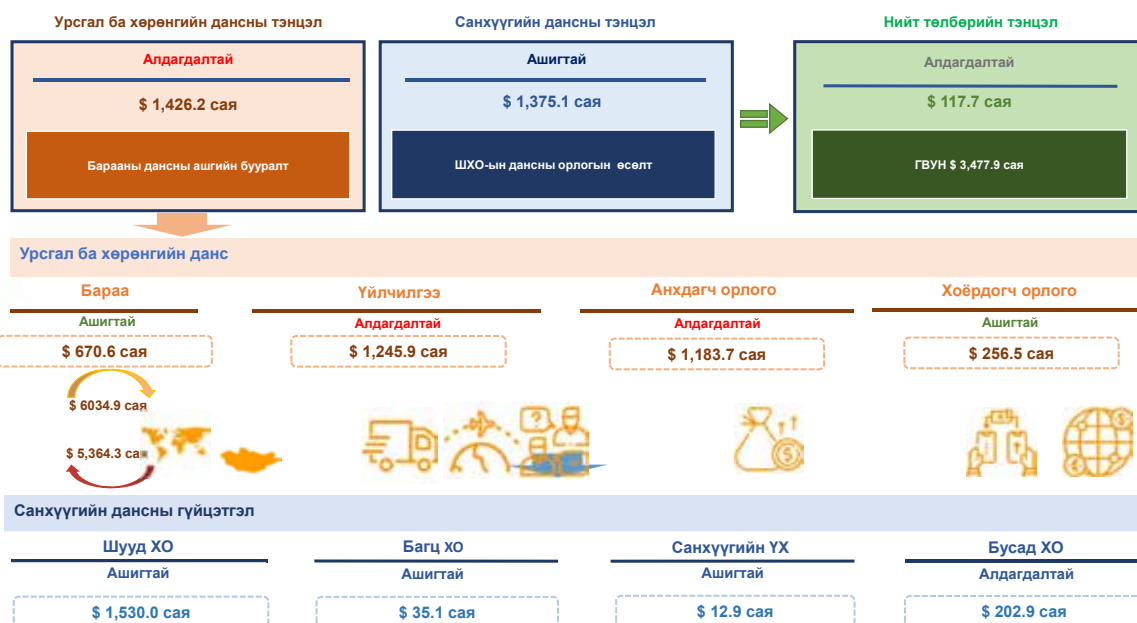 Урсгал ба хөрөнгийн дансны тэнцэл
Санхүүгийн дансны тэнцэл
Нийт төлбөрийн тэнцэл
Алдагдалтай
Ашигтай
Алдагдалтай
$ 1,426.2 сая
$ 1,375.1 сая
$ 117.7 сая
Барааны дансны ашгийн бууралт
ШХО-ын дансны орлогын өсөлт
ГВУН $ 3,477.9 сая
Урсгал ба хөрөнгийн данс
Бараа
Үйлчилгээ
Анхдагч орлого
Хоёрдогч орлого
Ашигтай
Алдагдалтай
Алдагдалтай
Ашигтай
$ 670.6 сая
$ 1,245.9 сая
$ 1,183.7 сая
$ 256.5 сая
$ 6034.9 сая
$ 5,364.3 сая
Санхүүгийн дансны гүйцэтгэл
Шууд ХО
Багц ХО
Санхүүгийн ҮХ
Бусад ХО
Ашигтай
Ашигтай
Ашигтай
Алдагдалтай
$ 1,530.0 сая
$ 35.1 сая
$ 12.9 сая
$ 202.9 сая